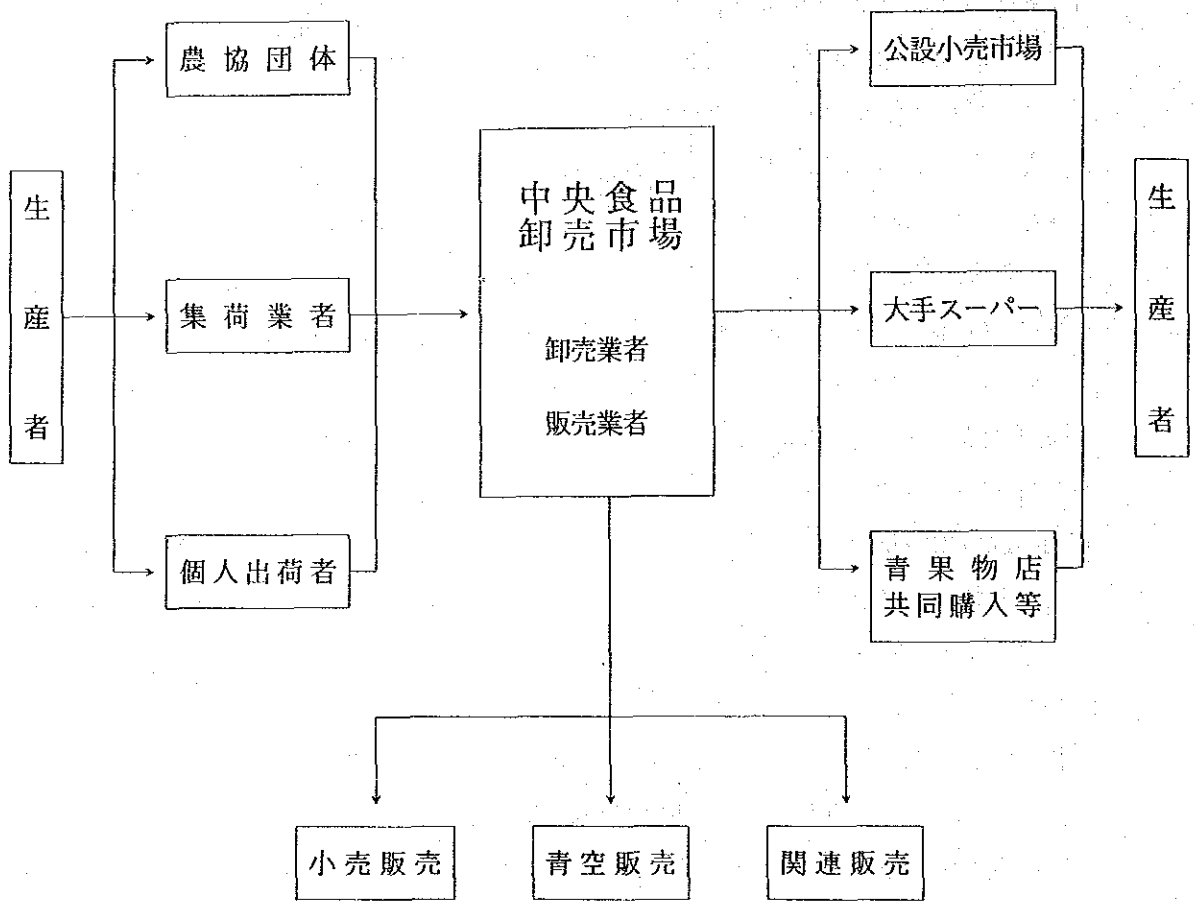 生産者
農協団体
集荷業者
個人出荷者
中央食品
卸売市場
卸売業者
販売業者
公設小売市場
大手スーパー
青果物店
共同購入等
生産者
小売販売
青空販売
関連販売